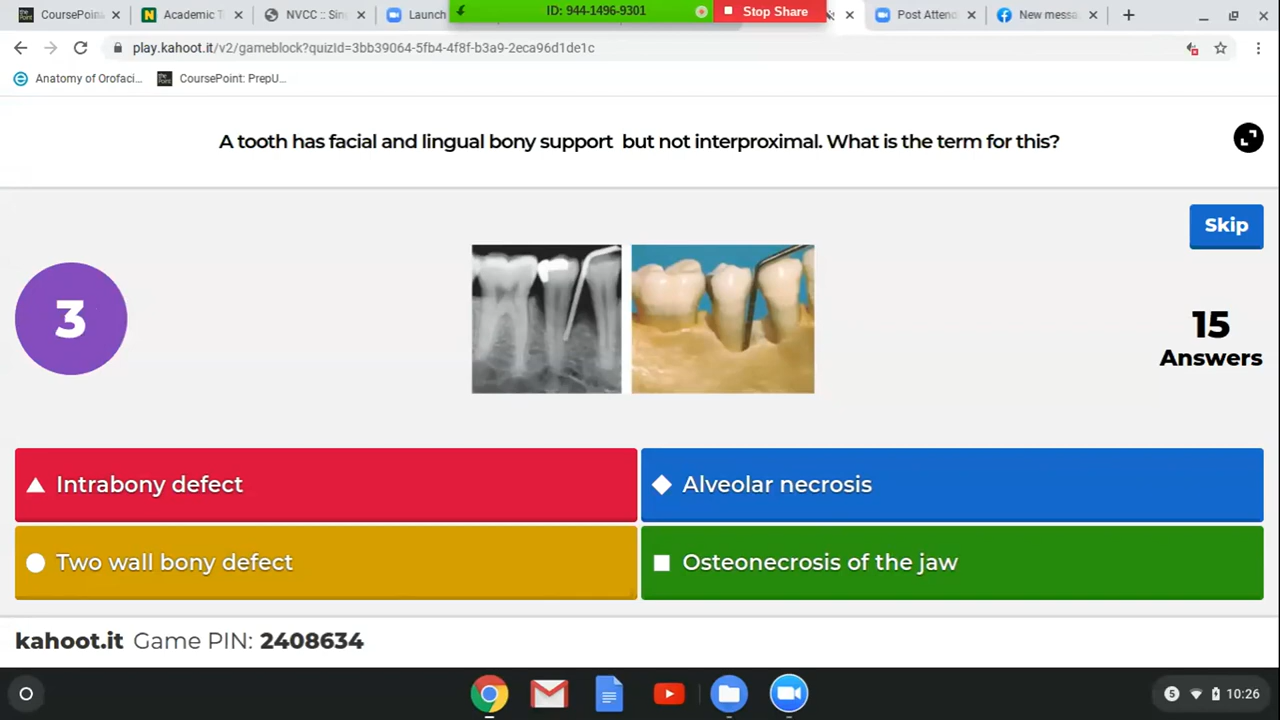 CoursePoin
Academic T
NVCC :: Sin
Launch
ID: 944-1496-9301
Stop Share
Post Attend
New messa
play.kahoot.it/v2/gameblock?quizId=3bb39064-5fb4-4f8f-b3a9-2eca96d1de1c
Anatomy of Orofaci...
CoursePoint: PrepU...
A tooth has facial and lingual bony support but not interproximal. What is the term for this?
Skip
3
15
Answers
Intrabony defect
Alveolar necrosis
Two wall bony defect
Osteonecrosis of the jaw
kahoot.it Game PIN: 2408634
5
10:26